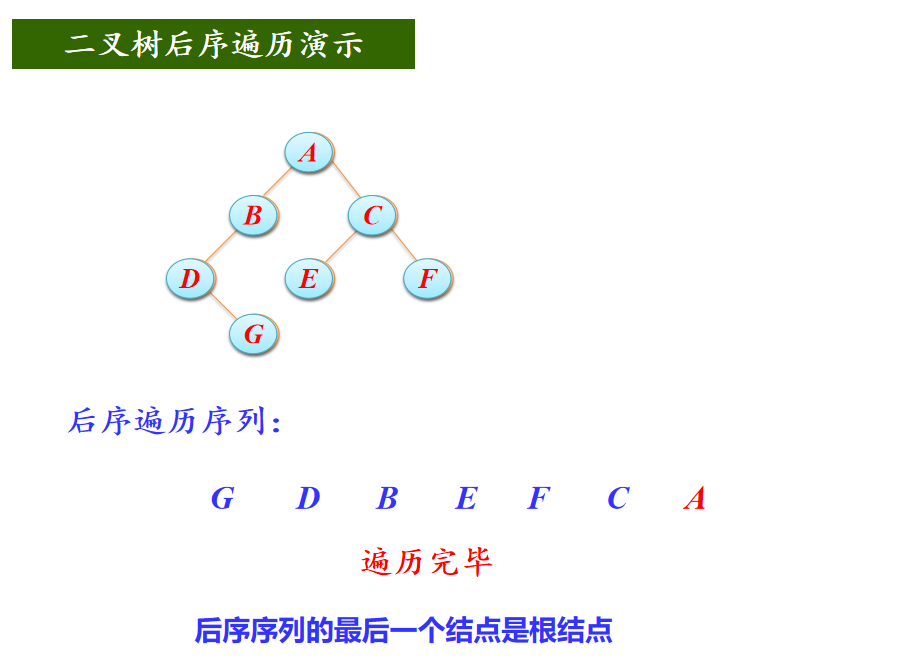 二叉树后序遍历演示
A
B C
D E F
G
后序遍历序列：
G D B E F C A
遍历完毕
后序序列的最后一个结点是根结点